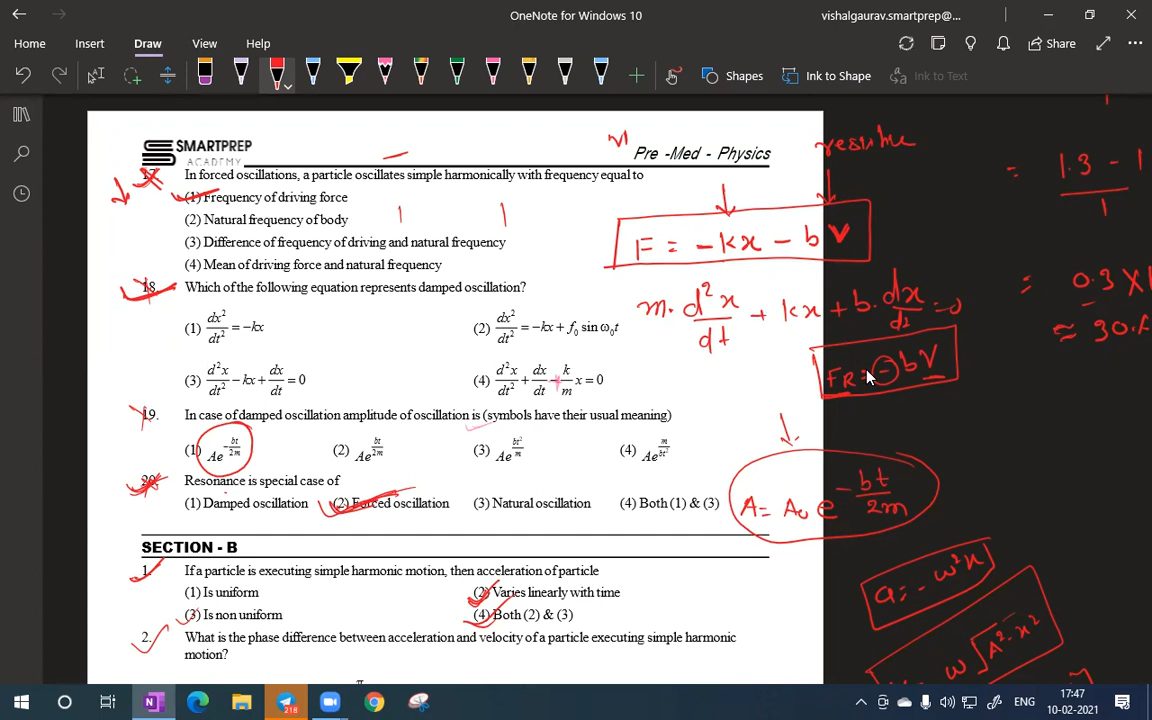 OneNote for Windows 10
vishalgaurav.smartprep@...
Home Insert Draw View Help
Share
Shapes Ink to Shape Ink to Text
SMARTPREP
ACADEMY
VI
Pre -Med - Physics
17. In forced oscillations, a particle oscillates simple harmonically with frequency equal to
(1) Frequency of driving force
(2) Natural frequency of body
(3) Difference of frequency of driving and natural frequency
(4) Mean of driving force and natural frequency
18. Which of the following equation represents damped oscillation?
(1) dx²/dt² = -kx
(2) dx²/dt² = -kx + f₀ sin ω₀t
(3) d²x/dt² - kx + dx/dt = 0
(4) d²x/dt² + dx/dt + k/m x = 0
19. In case of damped oscillation amplitude of oscillation is (symbols have their usual meaning)
(1) Ae^(-bt/2m) (2) Ae^(bt/2m) (3) Ae^(bt²/m) (4) Ae^(m/bt²)
20. Resonance is special case of
(1) Damped oscillation (2) Forced oscillation (3) Natural oscillation (4) Both (1) & (3)
SECTION - B
1. If a particle is executing simple harmonic motion, then acceleration of particle
(1) Is uniform (2) Varies linearly with time
(3) Is non uniform (4) Both (2) & (3)
2. What is the phase difference between acceleration and velocity of a particle executing simple harmonic
motion?
π
F = -kx - bv
m. d²x/dt + kx + b. dx/dt = 0
F_R = - bV
A = A₀ e^(-bt/2m)
a = -ω²x
ω √A²-x²
= 1.3 - 1 / 1
= 0.3 X
≈ 30.
218
ENG
17:47
10-02-2021